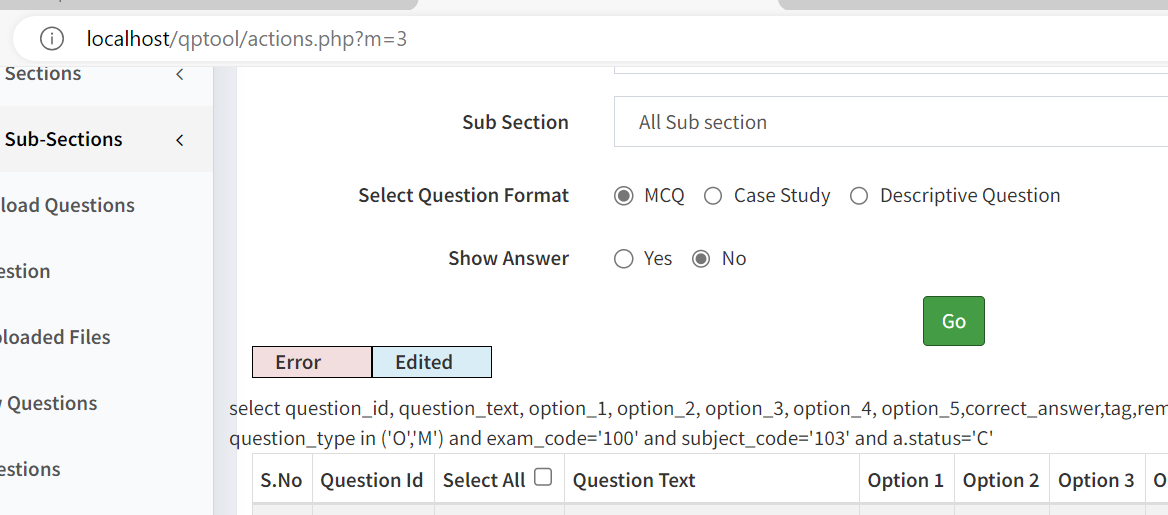 localhost/qptool/actions.php?m=3
Sections
Sub Section All Sub section
Sub-Sections
Select Question Format MCQ Case Study Descriptive Question
load Questions
Show Answer Yes No
estion
Go
loaded Files
Error Edited
Questions
select question_id, question_text, option_1, option_2, option_3, option_4, option_5,correct_answer,tag,rem
question_type in ('O','M') and exam_code='100' and subject_code='103' and a.status='C'
estions
S.No Question Id Select All Question Text Option 1 Option 2 Option 3 O